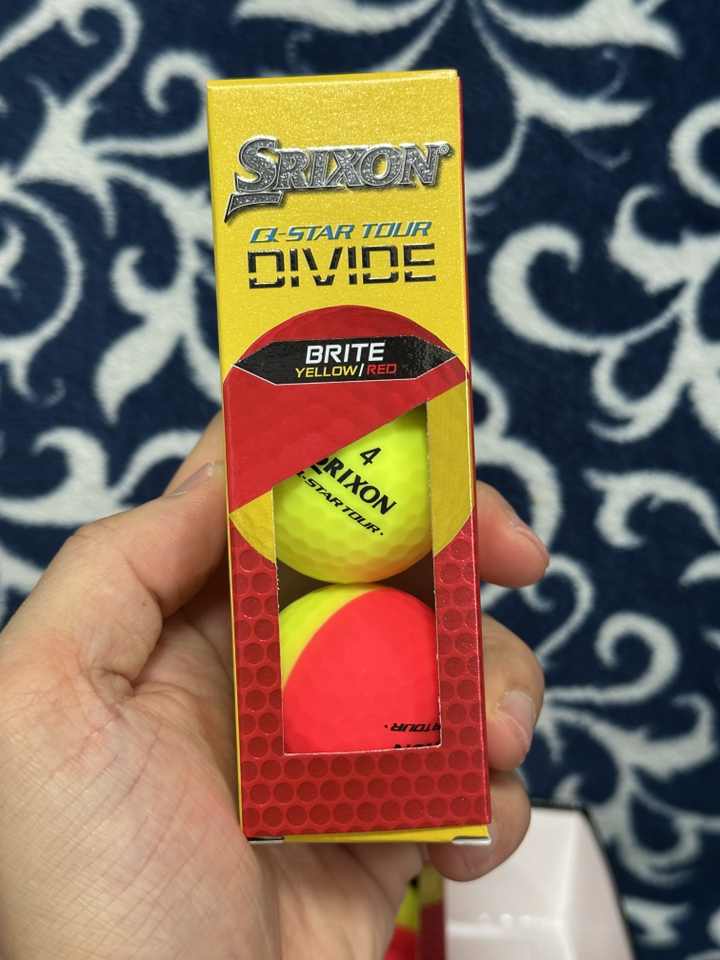 SRIXON®
Q-STAR TOUR
DIVIDE
BRITE
YELLOW/RED
4
SRIXON
Q-STAR TOUR